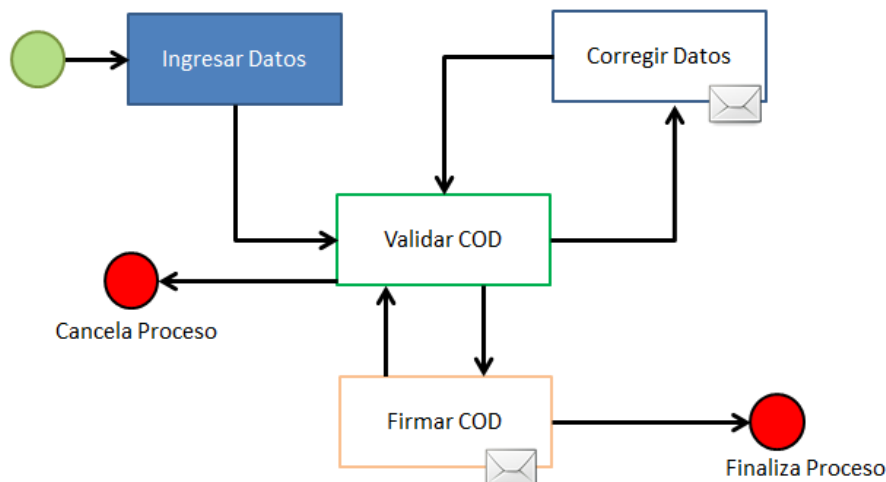 Ingresar Datos
Corregir Datos
Validar COD
Cancela Proceso
Firmar COD
Finaliza Proceso